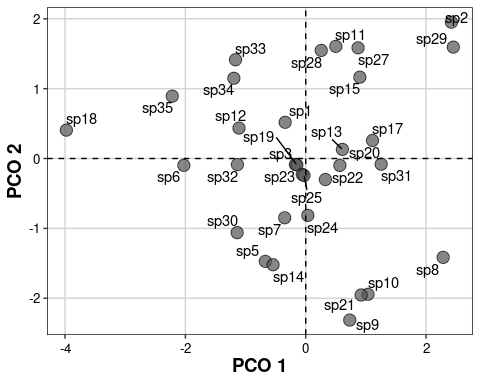 2
1
0
-1
-2
PCO 2
sp2
sp11
sp29
sp33
sp27
sp28
sp34
sp15
sp35
sp1
sp18
sp12
sp13
sp17
sp19
sp3
sp20
sp6
sp32
sp23
sp22
sp31
sp25
sp30
sp7
sp24
sp5
sp8
sp14
sp10
sp21
sp9
-4
-2
0
2
PCO 1